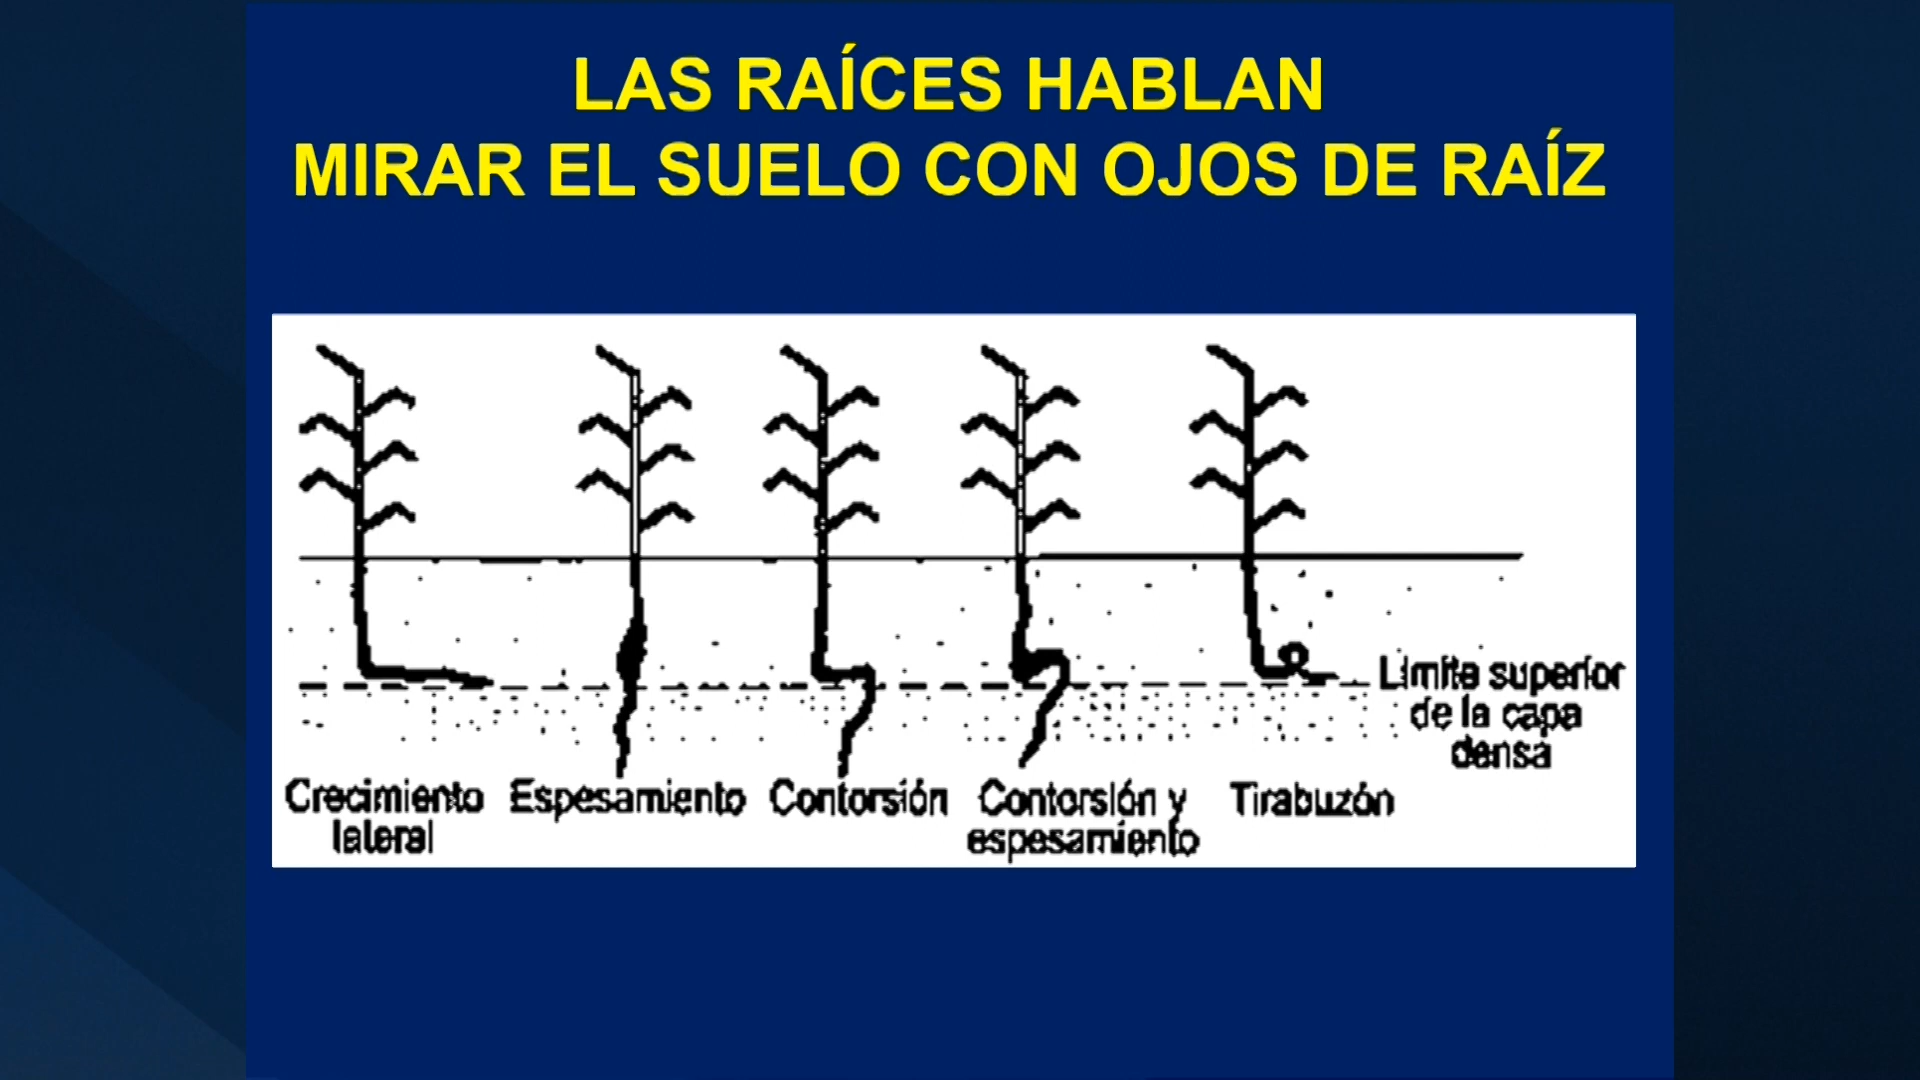 LAS RAÍCES HABLAN
MIRAR EL SUELO CON OJOS DE RAÍZ
Límite superior
de la capa
densa
Crecimiento
lateral
Espesamiento
Contorsión
Contorsión y
espesamiento
Tirabuzón